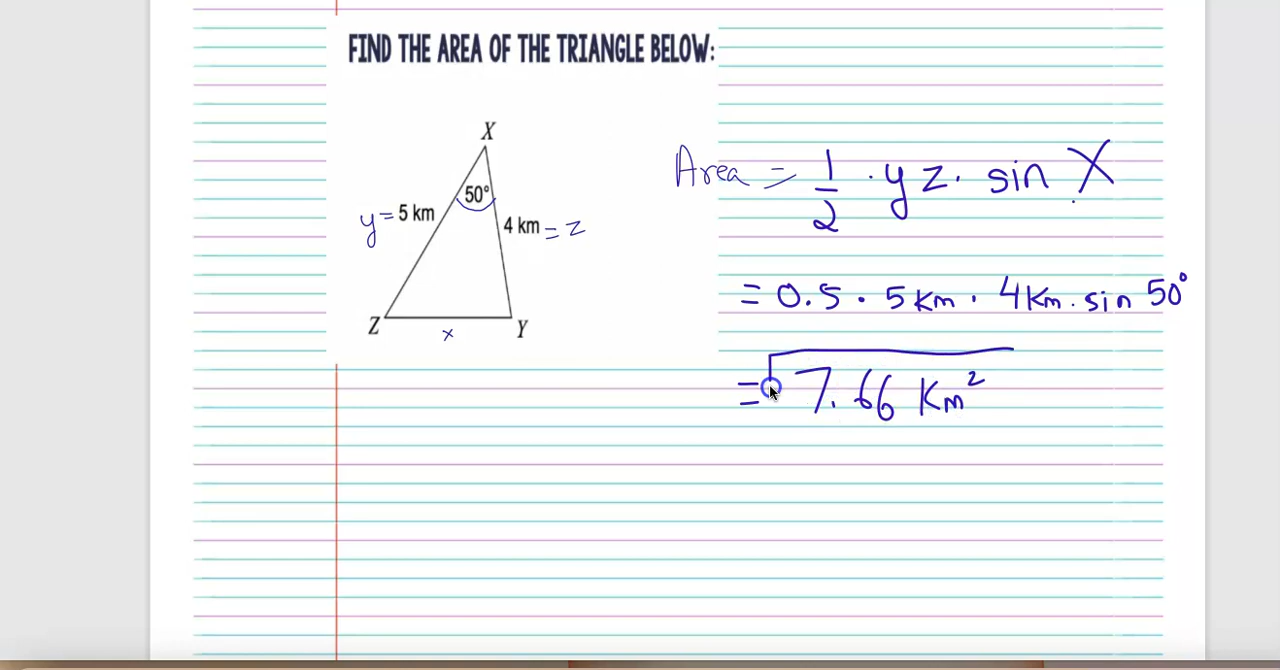 FIND THE AREA OF THE TRIANGLE BELOW:
X
50°
y = 5 km
4 km = z
Z
x
Y
Area = 1/2 · y z · sin X
= 0.5 · 5 km · 4 Km · sin 50°
= 7.66 Km²